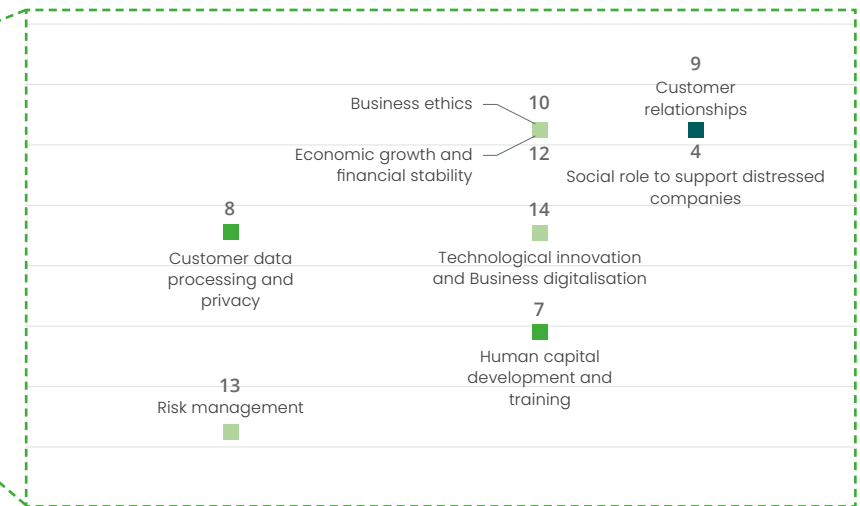 9
Customer
relationships
Business ethics
10
Economic growth and
financial stability
12
4
Social role to support distressed
companies
8
Customer data
processing and
privacy
14
Technological innovation
and Business digitalisation
7
Human capital
development and
training
13
Risk management